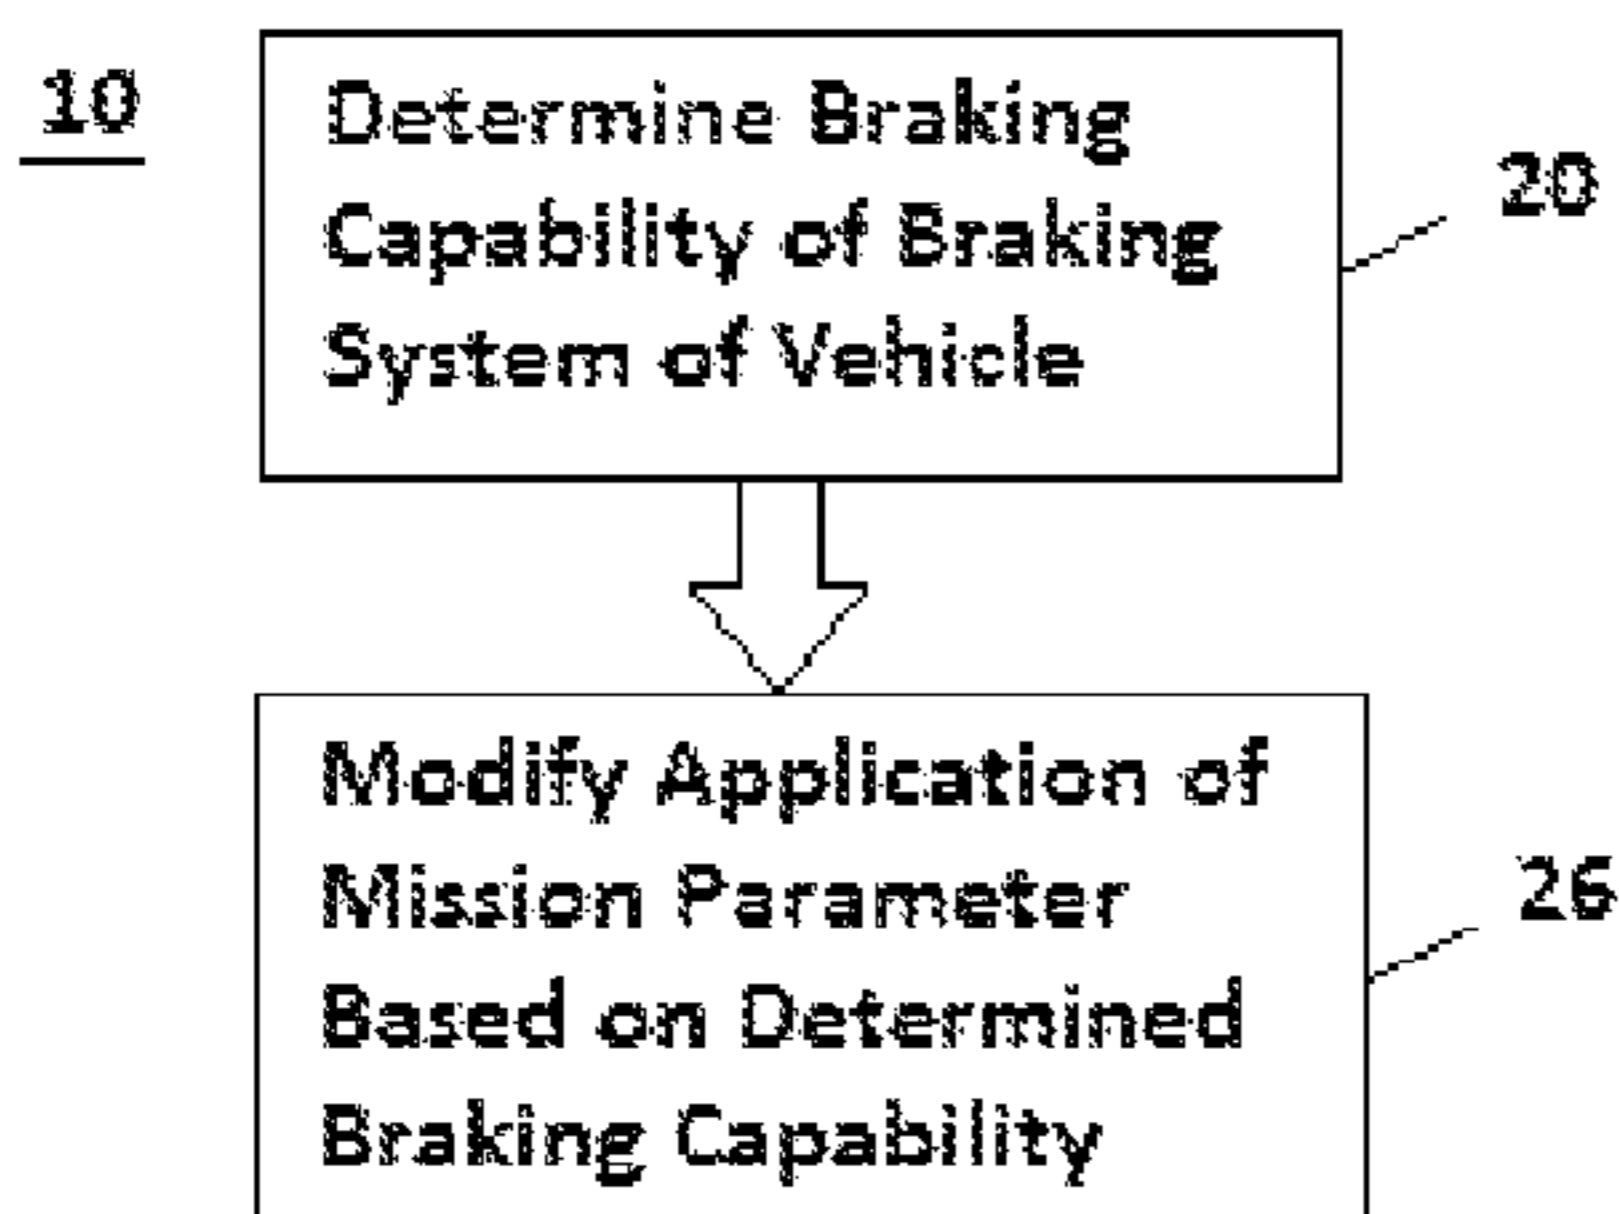 10
Determine Braking
Capability of Braking
System of Vehicle
20
Modify Application of
Mission Parameter
Based on Determined
Braking Capability
26